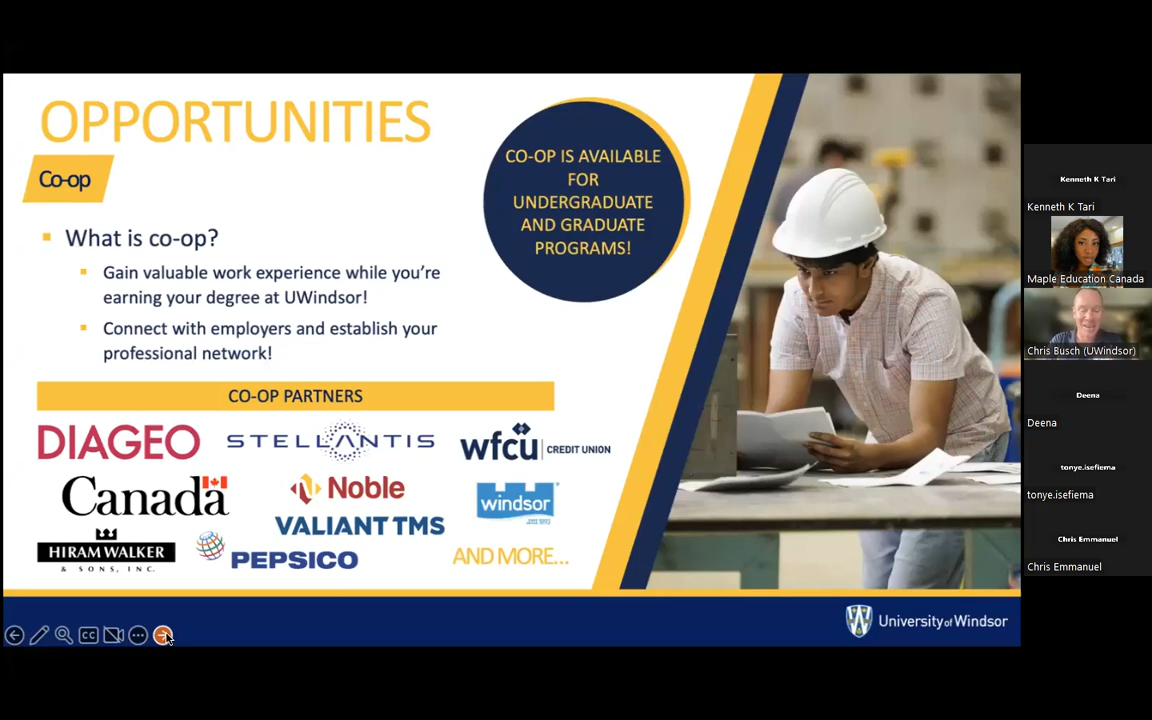 OPPORTUNITIES
Co-op
CO-OP IS AVAILABLE
FOR
UNDERGRADUATE
AND GRADUATE
PROGRAMS!
What is co-op?
Gain valuable work experience while you're
earning your degree at UWindsor!
Connect with employers and establish your
professional network!
CO-OP PARTNERS
DIAGEO
STELLANTIS
wfcu CREDIT UNION
Canada
Noble
windsor
VALIANT TMS
HIRAM WALKER
& SONS, INC.
PEPSICO
AND MORE...
CC
University of Windsor
Kenneth K Tari
Kenneth K Tari
Maple Education Canada
Chris Busch (UWindsor)
Deena
Deena
tonye.isefiema
tonye.isefiema
Chris Emmanuel
Chris Emmanuel